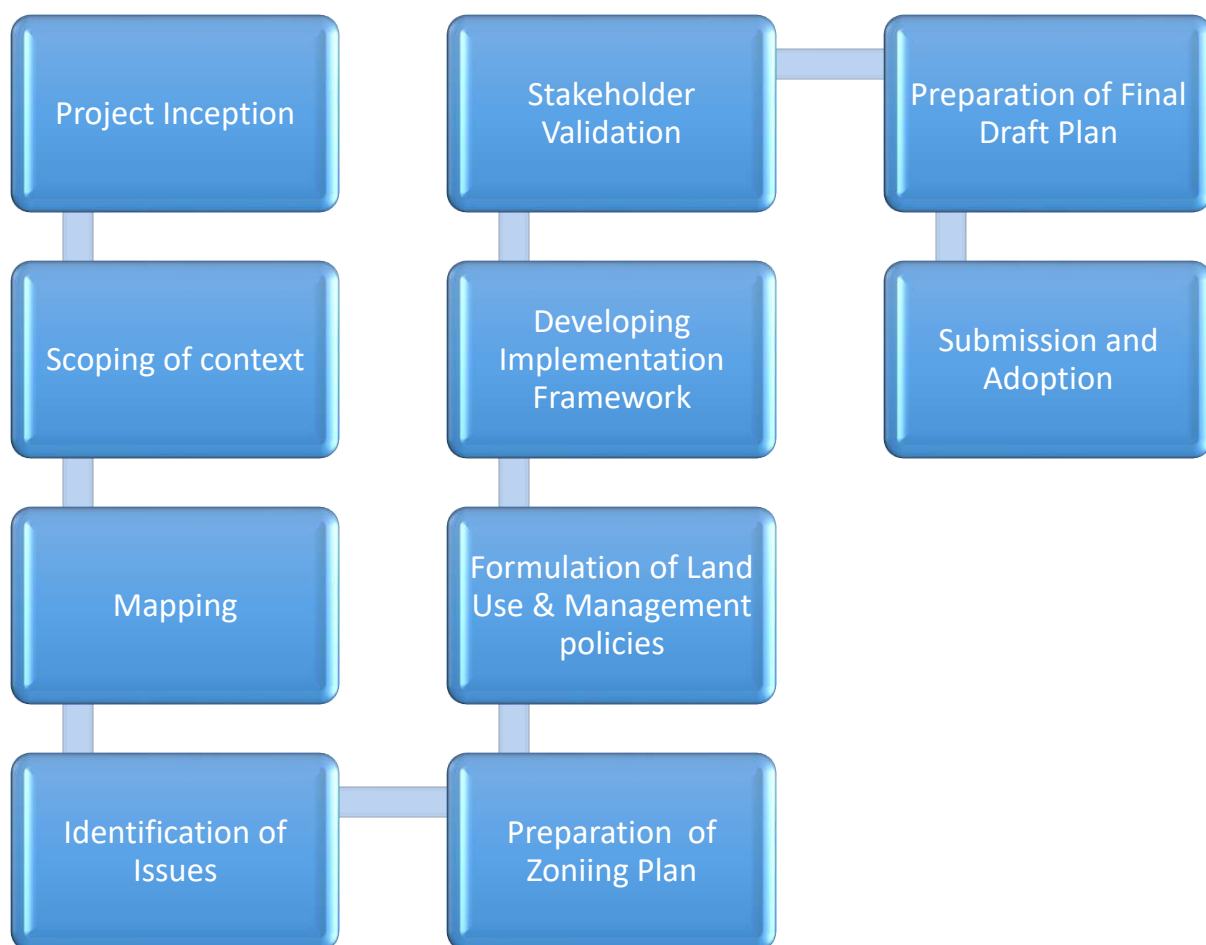 Project Inception
Scoping of context
Mapping
Identification of
Issues
Preparation  of
Zoniing Plan
Formulation of Land
Use & Management
policies
Developing
Implementation
Framework
Stakeholder
Validation
Preparation of Final
Draft Plan
Submission and
Adoption